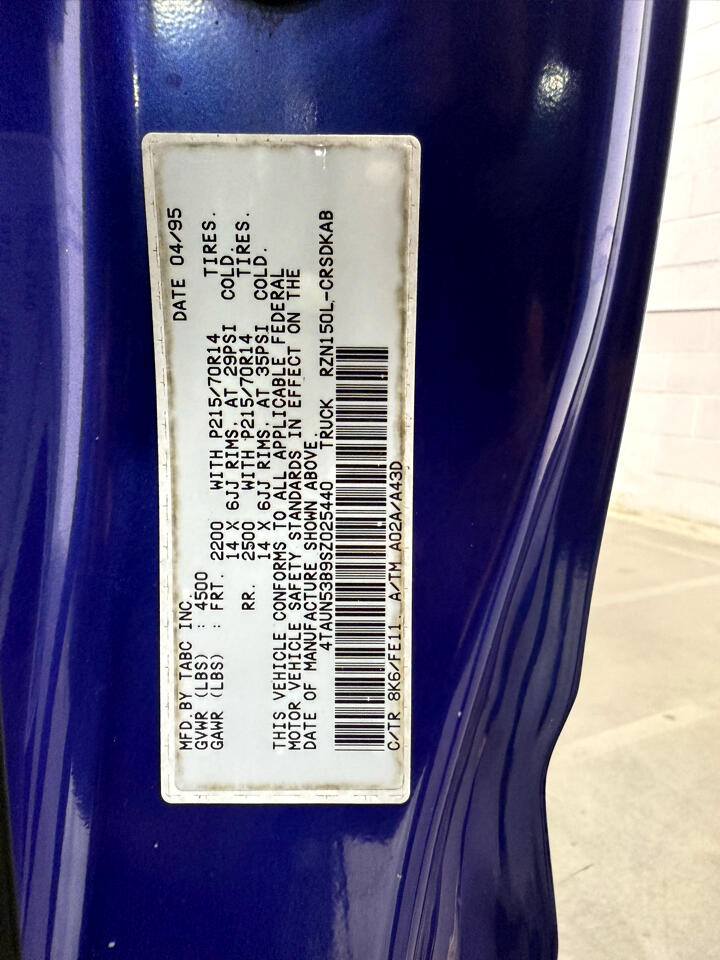 MFD.BY TABC INC. DATE 04/95
GVWR (LBS) : 4500
GAWR (LBS) : FRT. 2200 WITH P215/70R14 TIRES.
14 X 6JJ RIMS. AT 29PSI COLD.
RR. 2500 WITH P215/70R14 TIRES.
14 X 6JJ RIMS. AT 35PSI COLD.
THIS VEHICLE CONFORMS TO ALL APPLICABLE FEDERAL
MOTOR VEHICLE SAFETY STANDARDS IN EFFECT ON THE
DATE OF MANUFACTURE SHOWN ABOVE.
4TAUN53B9SZ025440 TRUCK RZN150L-CRSDKAB
C/TR 8K6/FE11. A/TM A02A/A43D